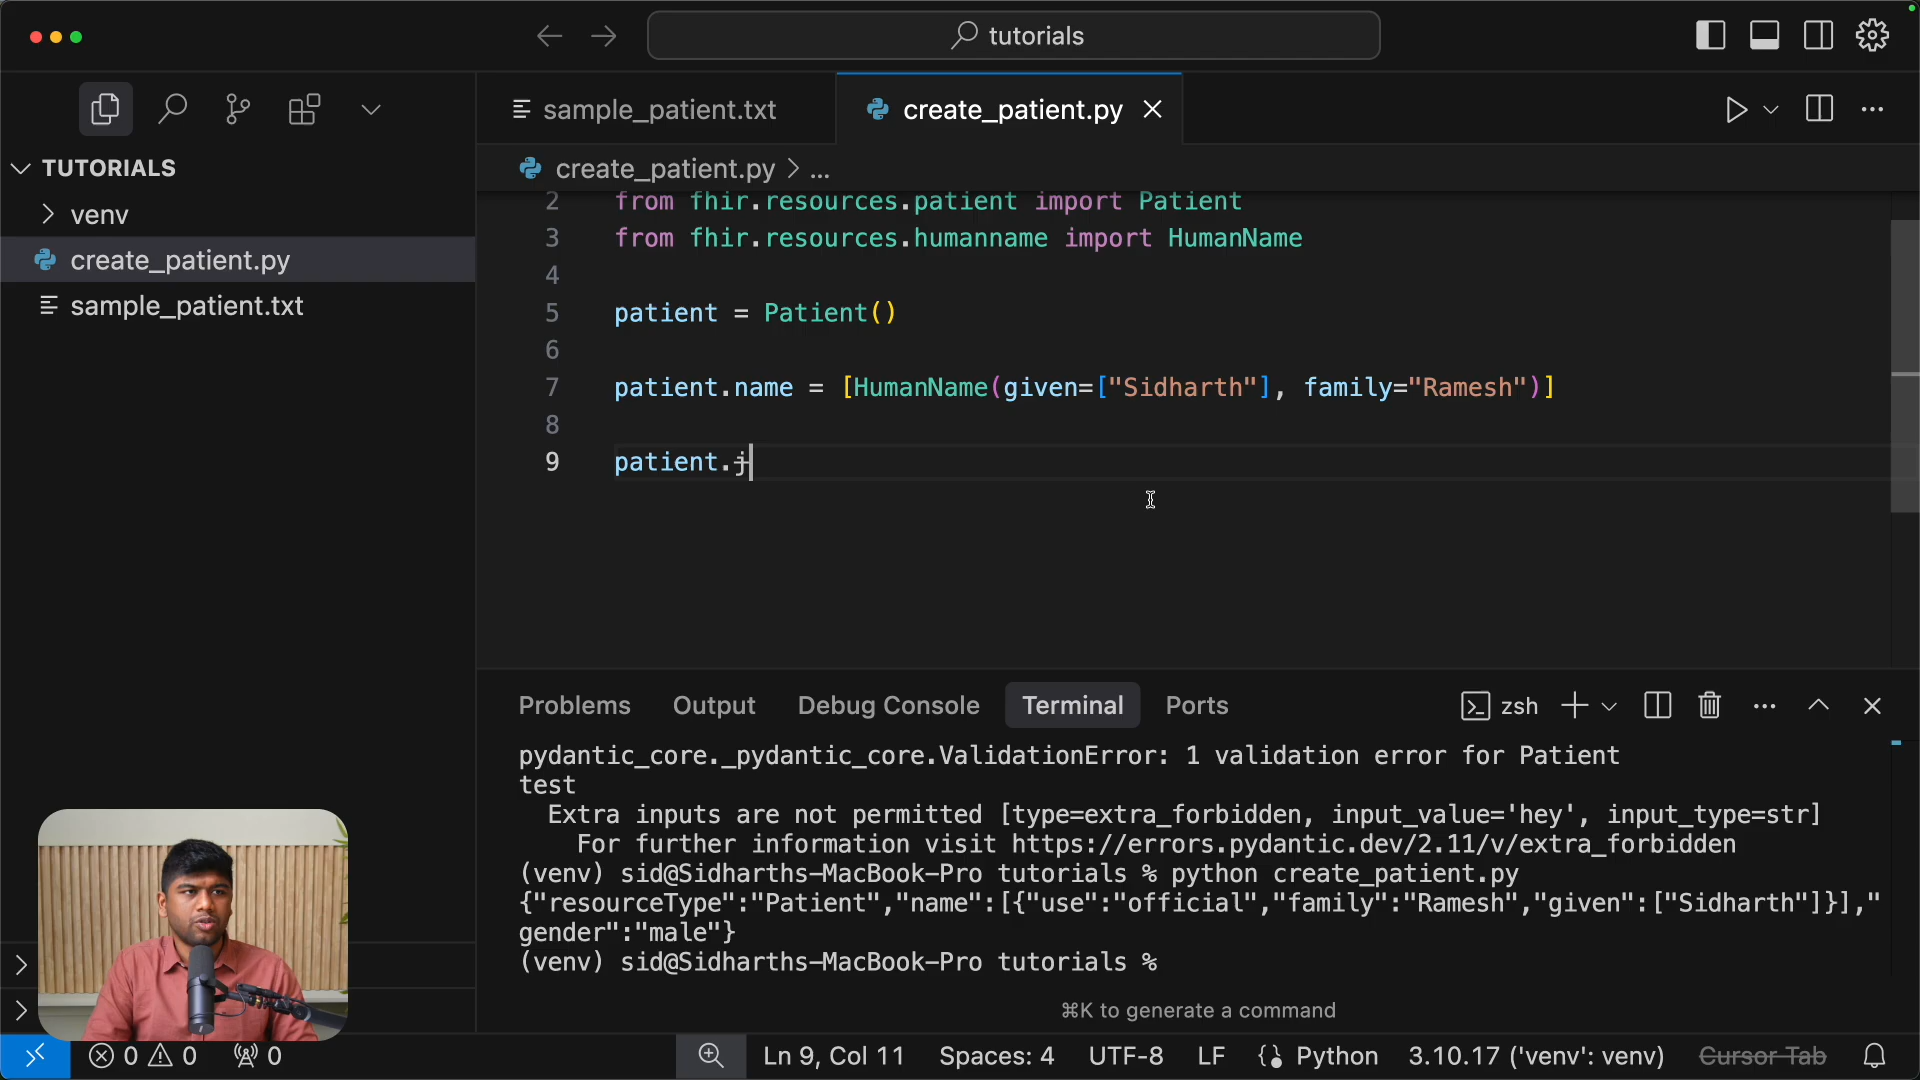 tutorials
sample_patient.txt
create_patient.py
TUTORIALS
create_patient.py > ...
venv
create_patient.py
sample_patient.txt
2 from fhir.resources.patient import Patient
3 from fhir.resources.humanname import HumanName
4
5 patient = Patient()
6
7 patient.name = [HumanName(given=["Sidharth"], family="Ramesh")]
8
9 patient.j
Problems Output Debug Console Terminal Ports zsh
pydantic_core._pydantic_core.ValidationError: 1 validation error for Patient
test
  Extra inputs are not permitted [type=extra_forbidden, input_value='hey', input_type=str]
    For further information visit https://errors.pydantic.dev/2.11/v/extra_forbidden
(venv) sid@Sidharths-MacBook-Pro tutorials % python create_patient.py
{"resourceType":"Patient","name":[{"use":"official","family":"Ramesh","given":["Sidharth"]}],"
gender":"male"}
(venv) sid@Sidharths-MacBook-Pro tutorials %
⌘K to generate a command
0 0 0 Ln 9, Col 11 Spaces: 4 UTF-8 LF Python 3.10.17 ('venv': venv) Cursor Tab